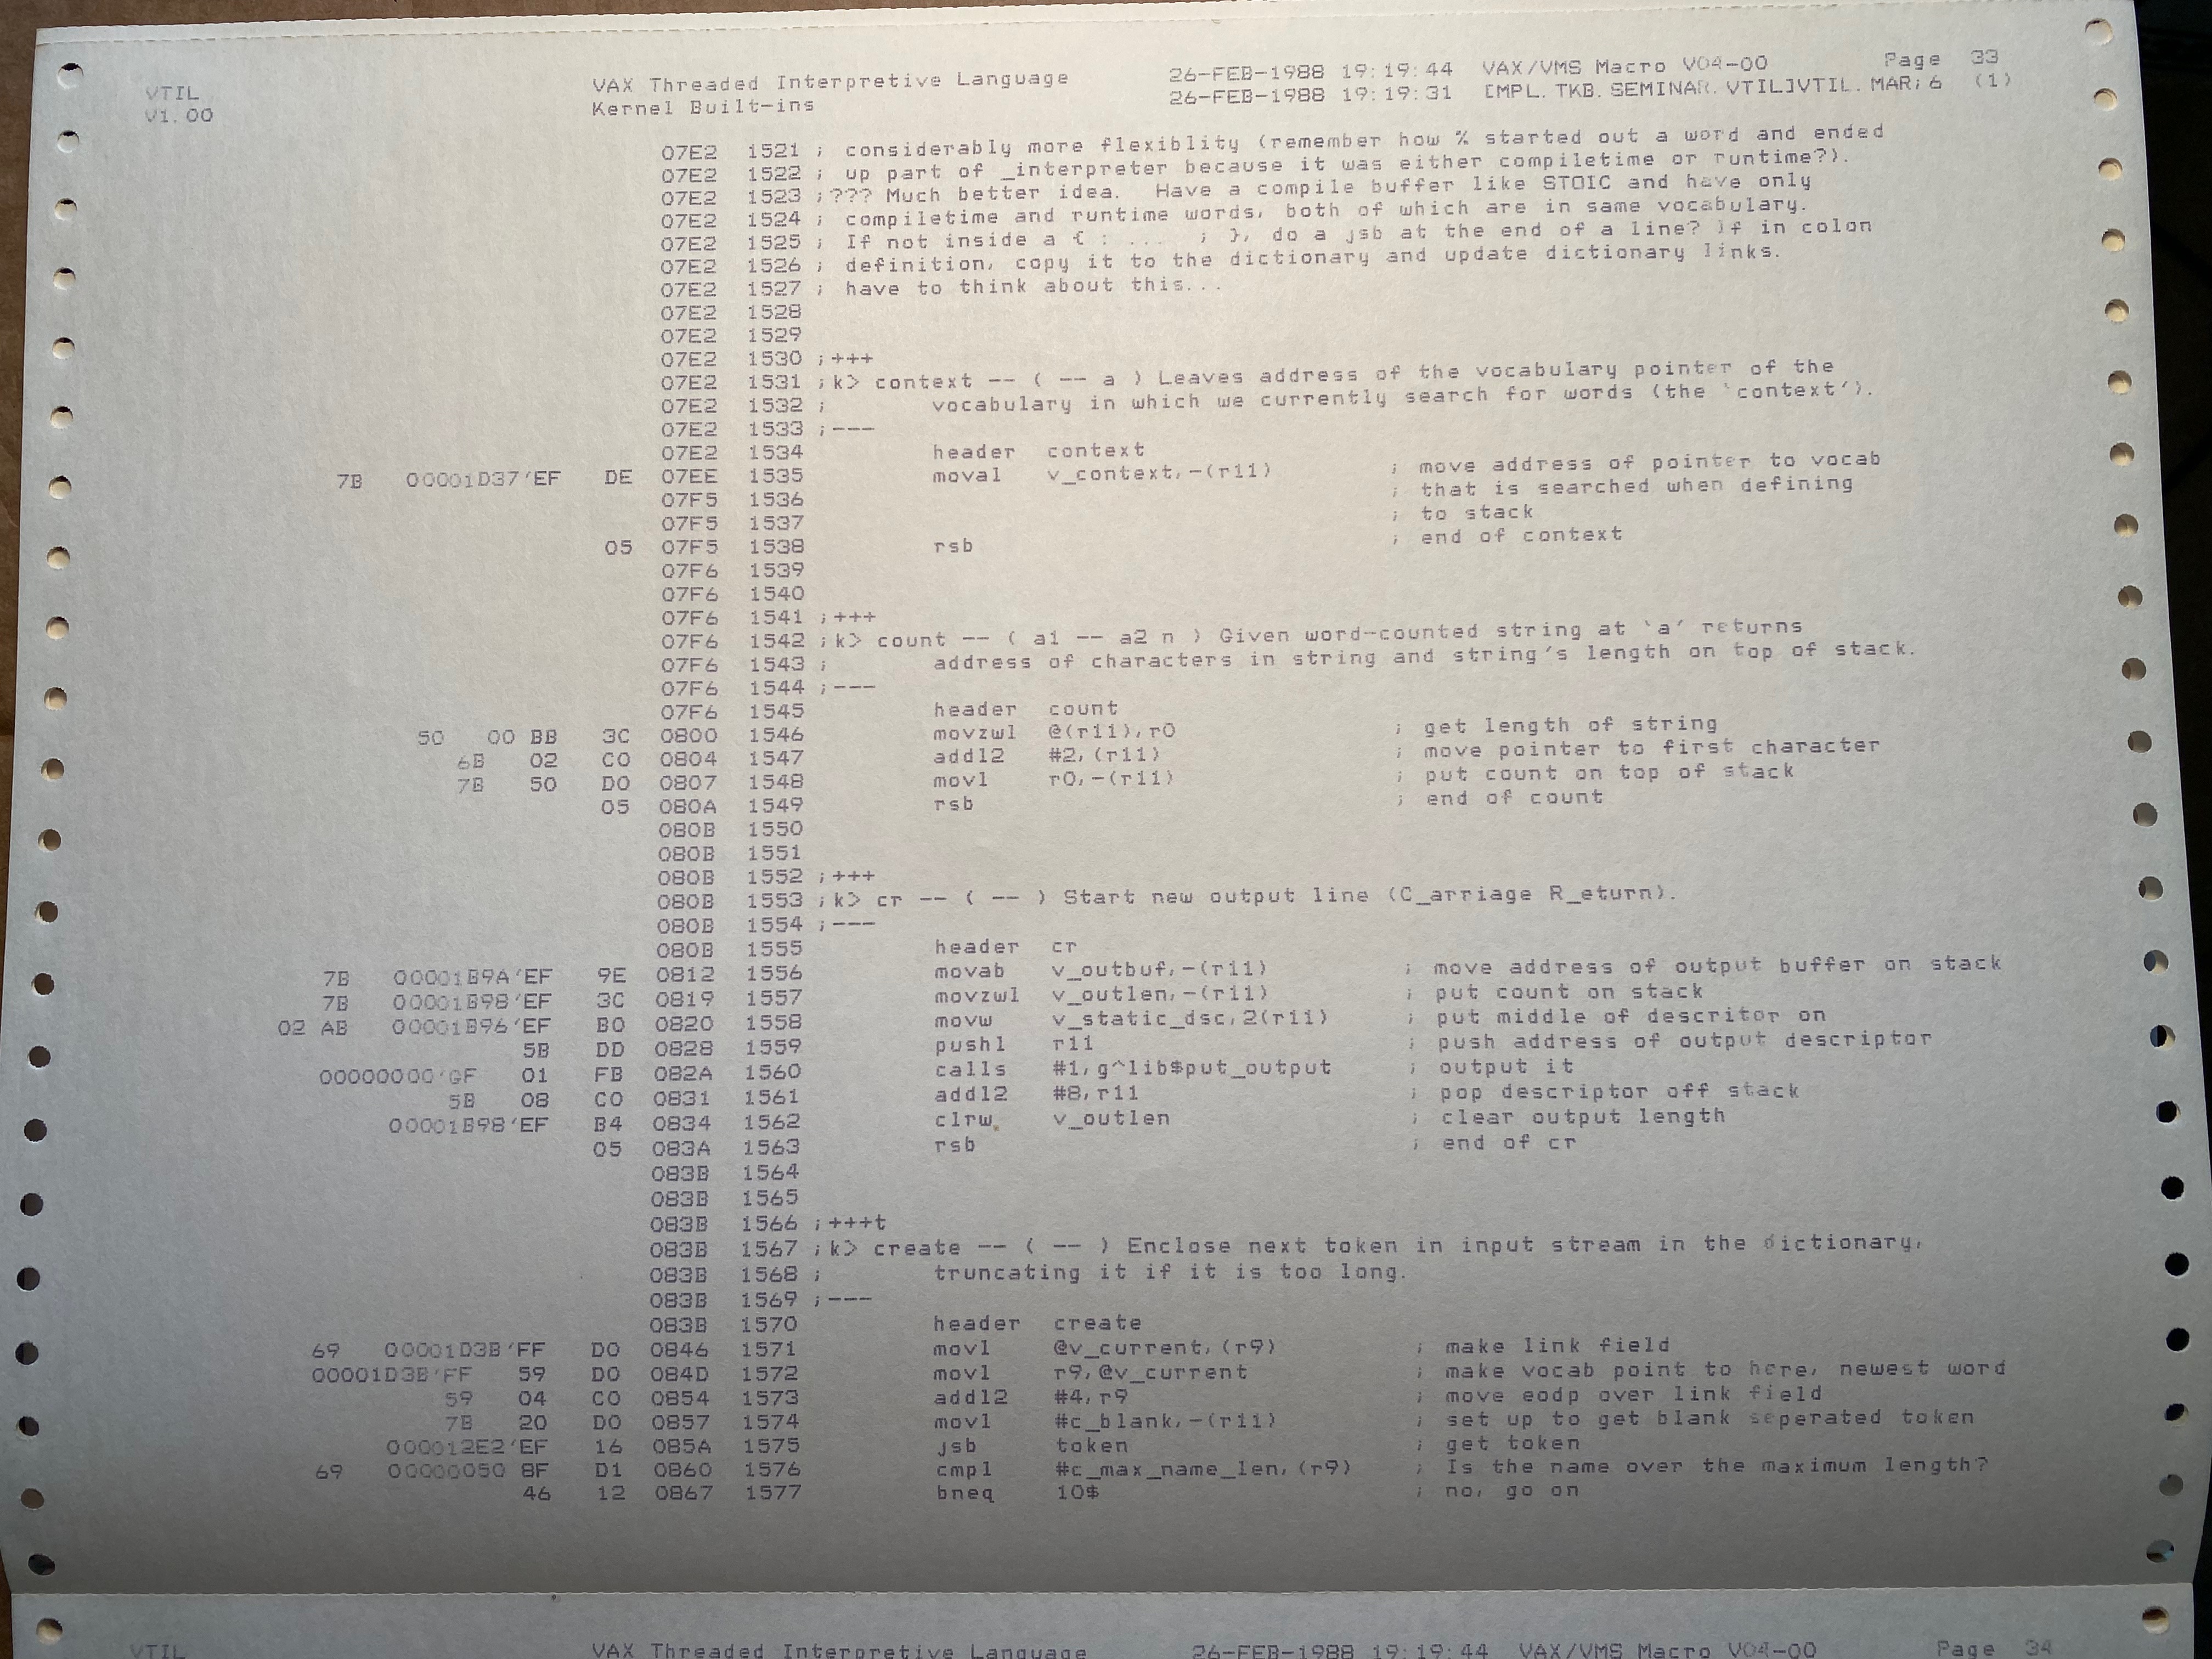 VTIL VAX Threaded Interpretive Language 26-FEB-1988 19:19:44 VAX/VMS Macro V04-00 Page 33
V1.00 Kernel Built-ins 26-FEB-1988 19:19:31 [MPL.TKB.SEMINAR.VTIL]VTIL.MAR;6 (1)
07E2 1521 ; considerably more flexiblity (remember how % started out a word and ended
07E2 1522 ; up part of _interpreter because it was either compiletime or runtime?).
07E2 1523 ;??? Much better idea. Have a compile buffer like STOIC and have only
07E2 1524 ; compiletime and runtime words, both of which are in same vocabulary.
07E2 1525 ; If not inside a { : ... ; }, do a jsb at the end of a line? If in colon
07E2 1526 ; definition, copy it to the dictionary and update dictionary links.
07E2 1527 ; have to think about this...
07E2 1528
07E2 1529
07E2 1530 ;+++
07E2 1531 ;k> context -- ( -- a ) Leaves address of the vocabulary pointer of the
07E2 1532 ; vocabulary in which we currently search for words (the `context').
07E2 1533 ;---
07E2 1534 header context
7B 00001D37'EF DE 07EE 1535 moval v_context,-(r11) ; move address of pointer to vocab
07F5 1536 ; that is searched when defining
07F5 1537 ; to stack
05 07F5 1538 rsb ; end of context
07F6 1539
07F6 1540
07F6 1541 ;+++
07F6 1542 ;k> count -- ( a1 -- a2 n ) Given word-counted string at `a' returns
07F6 1543 ; address of characters in string and string's length on top of stack.
07F6 1544 ;---
07F6 1545 header count
50 00 BB 3C 0800 1546 movzwl @(r11),r0 ; get length of string
6B 02 C0 0804 1547 addl2 #2,(r11) ; move pointer to first character
7B 50 D0 0807 1548 movl r0,-(r11) ; put count on top of stack
05 080A 1549 rsb ; end of count
080B 1550
080B 1551
080B 1552 ;+++
080B 1553 ;k> cr -- ( -- ) Start new output line (C_arriage R_eturn).
080B 1554 ;---
080B 1555 header cr
7B 00001B9A'EF 9E 0812 1556 movab v_outbuf,-(r11) ; move address of output buffer on stack
7B 00001B98'EF 3C 0819 1557 movzwl v_outlen,-(r11) ; put count on stack
02 AB 00001B96'EF B0 0820 1558 movw v_static_dsc,2(r11) ; put middle of descritor on
5B DD 0828 1559 pushl r11 ; push address of output descriptor
00000000'GF 01 FB 082A 1560 calls #1,g^lib$put_output ; output it
5B 08 C0 0831 1561 addl2 #8,r11 ; pop descriptor off stack
00001B98'EF B4 0834 1562 clrw v_outlen ; clear output length
05 083A 1563 rsb ; end of cr
083B 1564
083B 1565
083B 1566 ;+++t
083B 1567 ;k> create -- ( -- ) Enclose next token in input stream in the dictionary,
083B 1568 ; truncating it if it is too long.
083B 1569 ;---
083B 1570 header create
69 00001D3B'FF D0 0846 1571 movl @v_current,(r9) ; make link field
00001D3B'FF 59 D0 084D 1572 movl r9,@v_current ; make vocab point to here, newest word
59 04 C0 0854 1573 addl2 #4,r9 ; move eodp over link field
7B 20 D0 0857 1574 movl #c_blank,-(r11) ; set up to get blank seperated token
000012E2'EF 16 085A 1575 jsb token ; get token
69 00000050 8F D1 0860 1576 cmpl #c_max_name_len,(r9) ; Is the name over the maximum length?
46 12 0867 1577 bneq 10$ ; no, go on
VTIL VAX Threaded Interpretive Language 26-FEB-1988 19:19:44 VAX/VMS Macro V04-00 Page 34